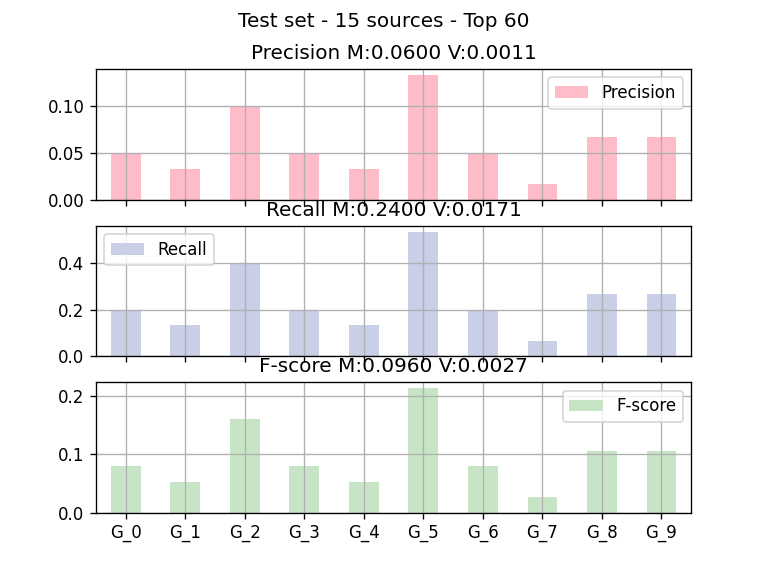 Test set - 15 sources - Top 60
Precision M:0.0600 V:0.0011
Precision
0.10
0.05
0.00
Recall M:0.2400 V:0.0171
Recall
0.4
0.2
0.0
F-score M:0.0960 V:0.0027
F-score
0.2
0.1
0.0
G_0 G_1 G_2 G_3 G_4 G_5 G_6 G_7 G_8 G_9